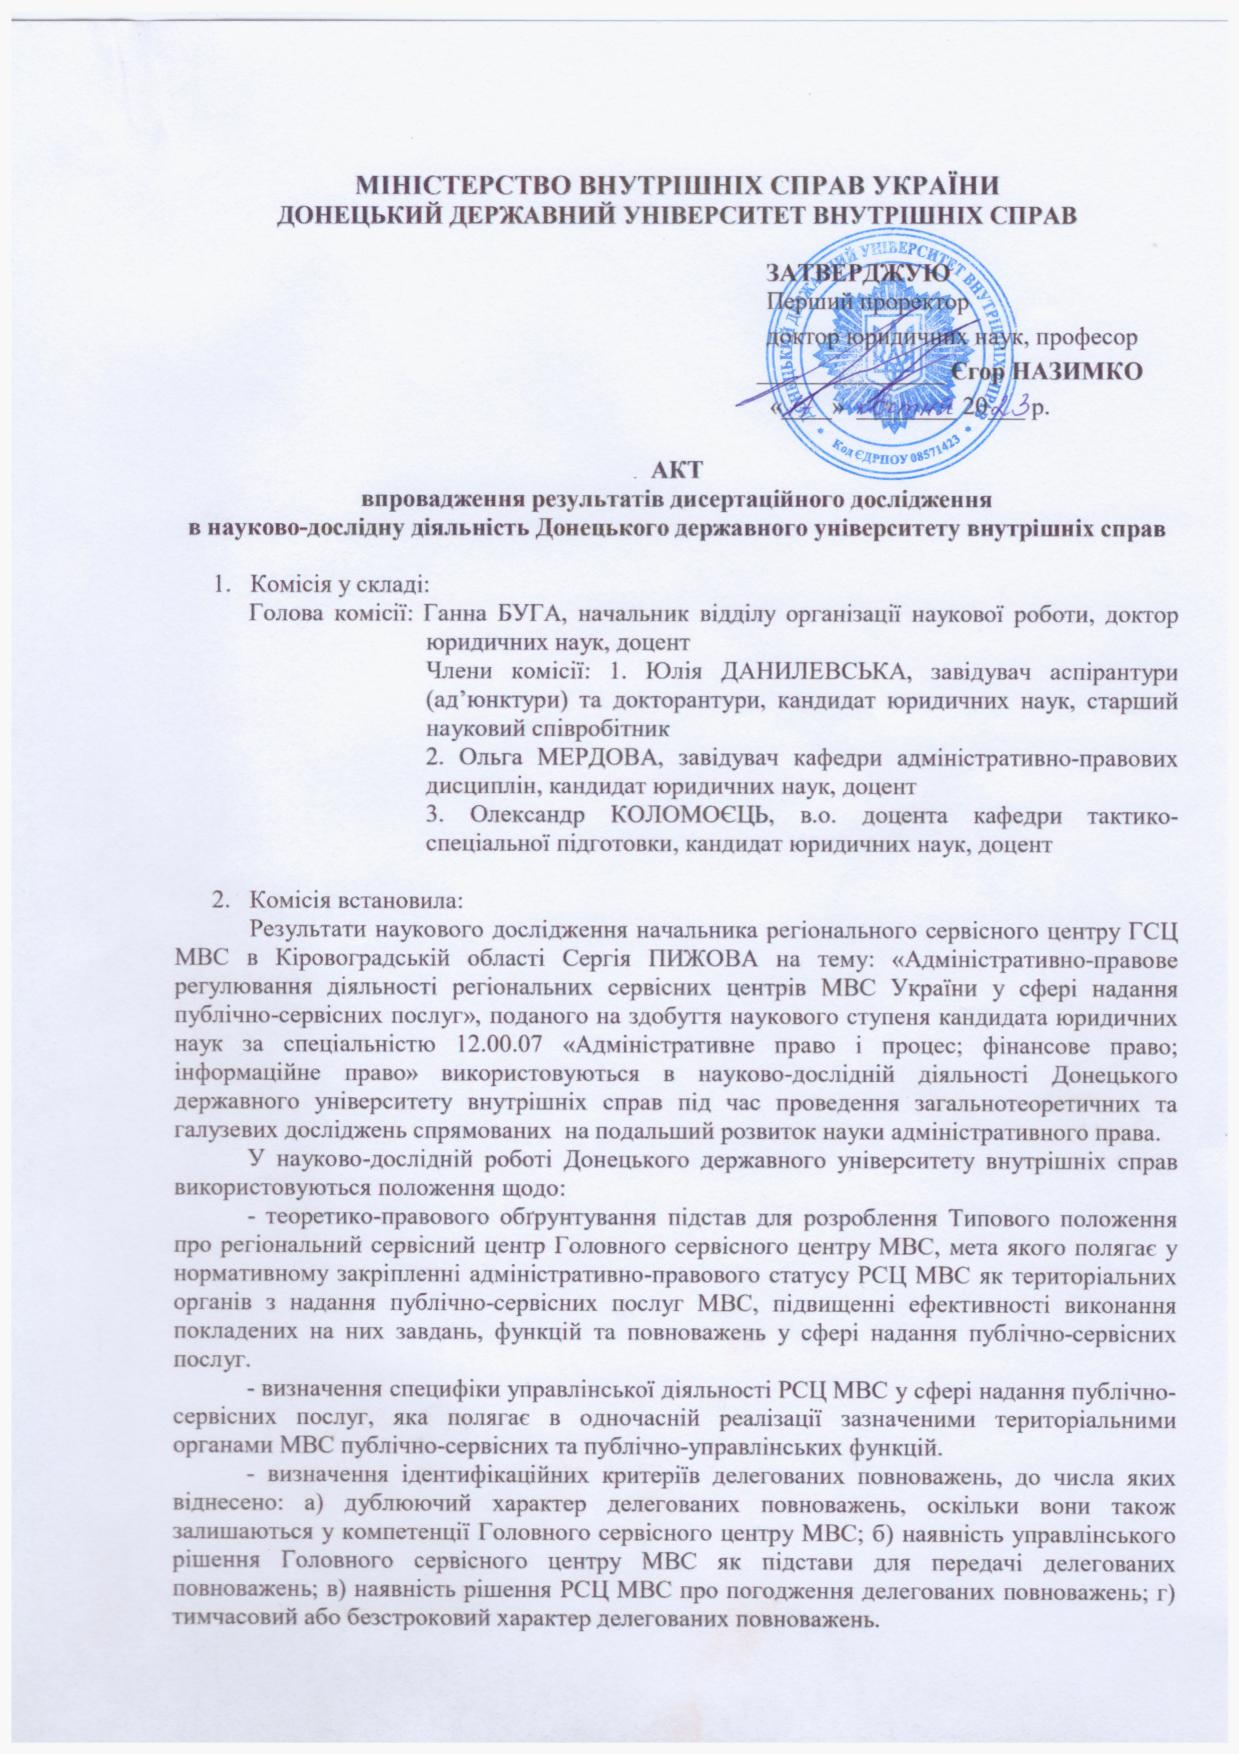 МІНІСТЕРСТВО ВНУТРІШНІХ СПРАВ УКРАЇНИ
ДОНЕЦЬКИЙ ДЕРЖАВНИЙ УНІВЕРСИТЕТ ВНУТРІШНІХ СПРАВ
ЗАТВЕРДЖУЮ
Перший проректор
доктор юридичних наук, професор
Єгор НАЗИМКО
« » 2023 р.
ДОНЕЦЬКИЙ ДЕРЖАВНИЙ УНІВЕРСИТЕТ ВНУТРІШНІХ СПРАВ
* Код ЄДРПОУ 08571423 *
АКТ
впровадження результатів дисертаційного дослідження
в науково-дослідну діяльність Донецького державного університету внутрішніх справ
1. Комісія у складі:
Голова комісії: Ганна БУГА, начальник відділу організації наукової роботи, доктор
юридичних наук, доцент
Члени комісії: 1. Юлія ДАНИЛЕВСЬКА, завідувач аспірантури
(ад’юнктури) та докторантури, кандидат юридичних наук, старший
науковий співробітник
2. Ольга МЕРДОВА, завідувач кафедри адміністративно-правових
дисциплін, кандидат юридичних наук, доцент
3. Олександр КОЛОМОЄЦЬ, в.о. доцента кафедри тактико-
спеціальної підготовки, кандидат юридичних наук, доцент
2. Комісія встановила:
Результати наукового дослідження начальника регіонального сервісного центру ГСЦ
МВС в Кіровоградській області Сергія ПИЖОВА на тему: «Адміністративно-правове
регулювання діяльності регіональних сервісних центрів МВС України у сфері надання
публічно-сервісних послуг», поданого на здобуття наукового ступеня кандидата юридичних
наук за спеціальністю 12.00.07 «Адміністративне право і процес; фінансове право;
інформаційне право» використовуються в науково-дослідній діяльності Донецького
державного університету внутрішніх справ під час проведення загальнотеоретичних та
галузевих досліджень спрямованих на подальший розвиток науки адміністративного права.
У науково-дослідній роботі Донецького державного університету внутрішніх справ
використовуються положення щодо:
- теоретико-правового обґрунтування підстав для розроблення Типового положення
про регіональний сервісний центр Головного сервісного центру МВС, мета якого полягає у
нормативному закріпленні адміністративно-правового статусу РСЦ МВС як територіальних
органів з надання публічно-сервісних послуг МВС, підвищенні ефективності виконання
покладених на них завдань, функцій та повноважень у сфері надання публічно-сервісних
послуг.
- визначення специфіки управлінської діяльності РСЦ МВС у сфері надання публічно-
сервісних послуг, яка полягає в одночасній реалізації зазначеними територіальними
органами МВС публічно-сервісних та публічно-управлінських функцій.
- визначення ідентифікаційних критеріїв делегованих повноважень, до числа яких
віднесено: а) дублюючий характер делегованих повноважень, оскільки вони також
залишаються у компетенції Головного сервісного центру МВС; б) наявність управлінського
рішення Головного сервісного центру МВС як підстави для передачі делегованих
повноважень; в) наявність рішення РСЦ МВС про погодження делегованих повноважень; г)
тимчасовий або безстроковий характер делегованих повноважень.